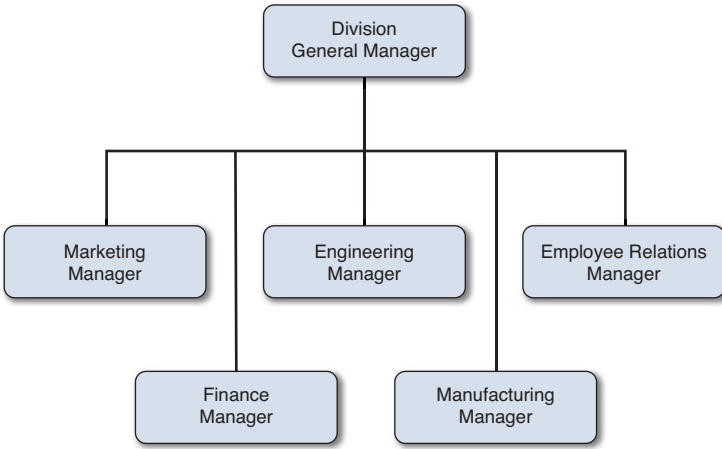 Division
General Manager
Marketing
Manager
Engineering
Manager
Employee Relations
Manager
Finance
Manager
Manufacturing
Manager